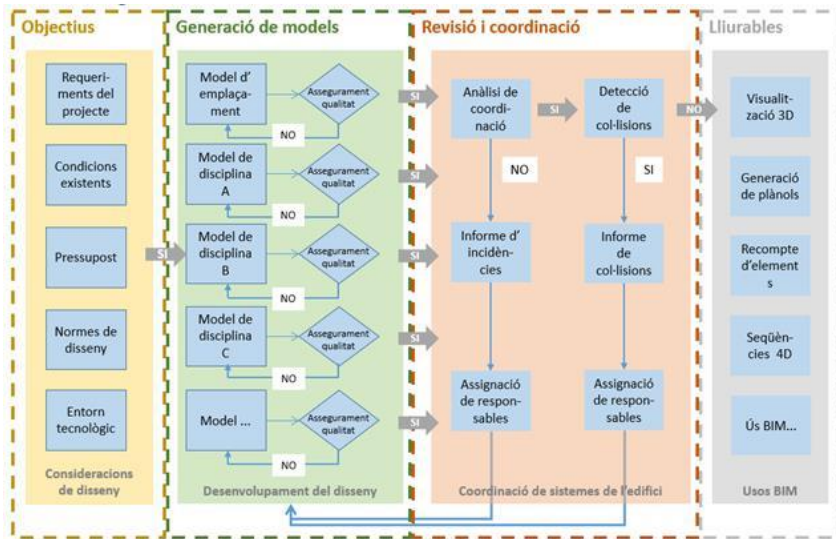 Objectius
Requeri-
ments del
projecte
Condicions
existents
Pressupost
Normes de
disseny
Entorn
tecnològic
Consideracions
de disseny
SI
Generació de models
Model d’
emplaça-
ment
Assegurament
qualitat
NO
SI
Model de
disciplina
A
Assegurament
qualitat
NO
SI
Model de
disciplina
B
Assegurament
qualitat
NO
SI
Model de
disciplina
C
Assegurament
qualitat
NO
SI
Model ...
Assegurament
qualitat
NO
SI
Desenvolupament del disseny
Revisió i coordinació
Anàlisi de
coordi-
nació
SI
Detecció
de
col·lisions
NO
NO
SI
Informe d’
incidèn-
cies
Informe
de
col·lisions
Assignació
de respon-
sables
Assignació
de respon-
sables
Coordinació de sistemes de l’edifici
Lliurables
Visualit-
zació 3D
Generació
de plànols
Recompte
d’element
s
Seqüèn-
cies 4D
Ús BIM...
Usos BIM